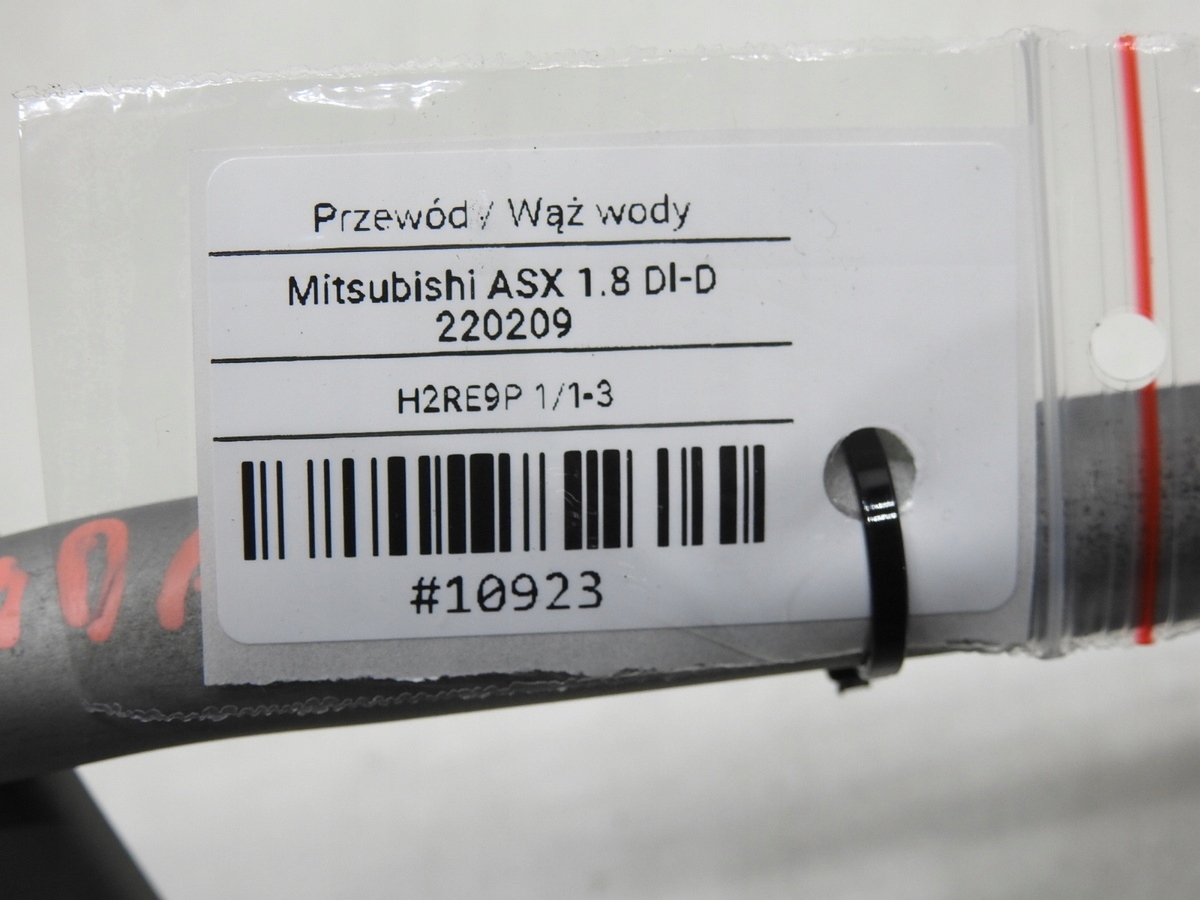 Przewód / Wąż wody
Mitsubishi ASX 1.8 DI-D
220209
H2RE9P 1/1-3
#10923